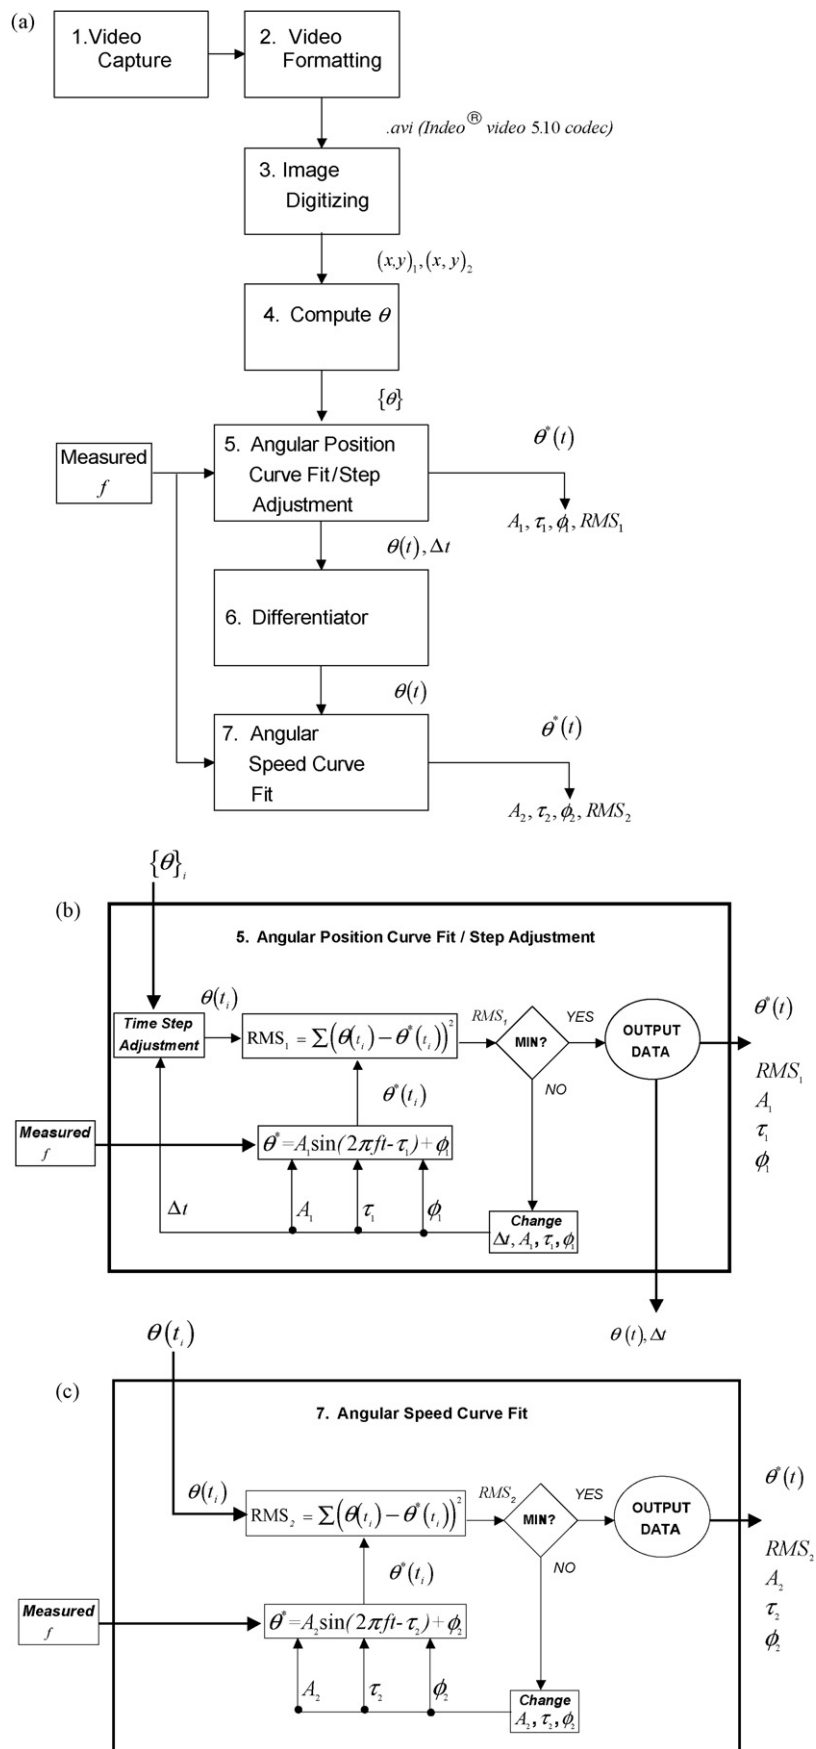 (a)
1.Video
Capture
2. Video
Formatting
.avi (Indeo® video 5.10 codec)
3. Image
Digitizing
(x,y)₁,(x, y)₂
4. Compute θ
{θ}
Measured
f
5. Angular Position
Curve Fit/Step
Adjustment
θ*(t)
A₁, τ₁, ϕ₁, RMS₁
θ(t), Δt
6. Differentiator
θ(t)
7. Angular
Speed Curve
Fit
θ*(t)
A₂, τ₂, ϕ₂, RMS₂
{θ}ᵢ
(b)
5. Angular Position Curve Fit / Step Adjustment
Time Step
Adjustment
θ(tᵢ)
RMS₁ = ∑(θ(tᵢ) − θ*(tᵢ))²
RMS₁
MIN?
YES
NO
OUTPUT
DATA
θ*(t)
RMS₁
A₁
τ₁
ϕ₁
θ*(tᵢ)
Measured
f
θ*=A₁sin(2πft-τ₁)+ϕ₁
Δt
A₁
τ₁
ϕ₁
Change
Δt, A₁, τ₁, ϕ₁
θ(t), Δt
θ(tᵢ)
(c)
7. Angular Speed Curve Fit
θ(tᵢ)
RMS₂ = ∑(θ(tᵢ) − θ*(tᵢ))²
RMS₂
MIN?
YES
NO
OUTPUT
DATA
θ*(t)
RMS₂
A₂
τ₂
ϕ₂
θ*(tᵢ)
Measured
f
θ*=A₂sin(2πft-τ₂)+ϕ₂
A₂
τ₂
ϕ₂
Change
A₂, τ₂, ϕ₂